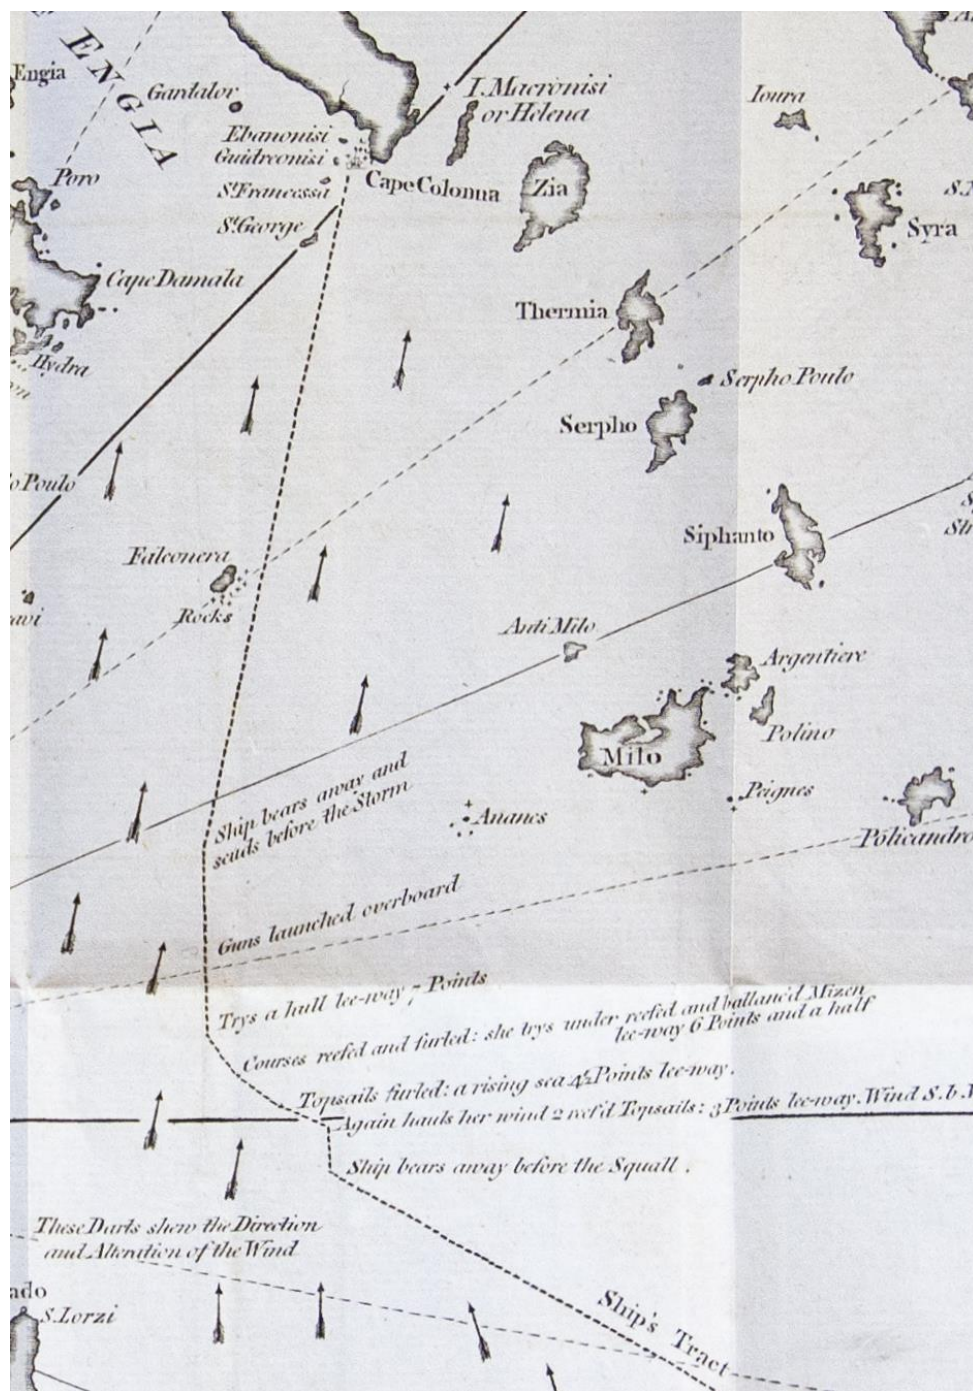 ENGIA
Engia
Gardalor
I. Macronisi
or Helena
Ioura
Ebanonisi
Guidronisi
Poro
St. Francessa
Cape Colonna
Zia
St. George
Syra
Cape Damala
Thermia
Hydra
Serpho Poulo
Serpho
Poulo
Siphanto
Falconera
Rocks
Anti Milo
Argentiere
Polino
Milo
Ship bears away and
scuds before the Storm
Ananes
Peignes
Policandro
Guns launched overboard
Trys a hull lee-way 7 Points
Courses reefed and furled: she trys under reefed and ballanc'd Mizen
lee-way 6 Points and a half
Topsails furled: a rising sea 4½ Points lee-way.
Again hauls her wind 2 reef'd Topsails: 3 Points lee-way. Wind S. b
Ship bears away before the Squall.
These Darts shew the Direction
and Alteration of the Wind
ado
S. Lorzi
Ship's Tract